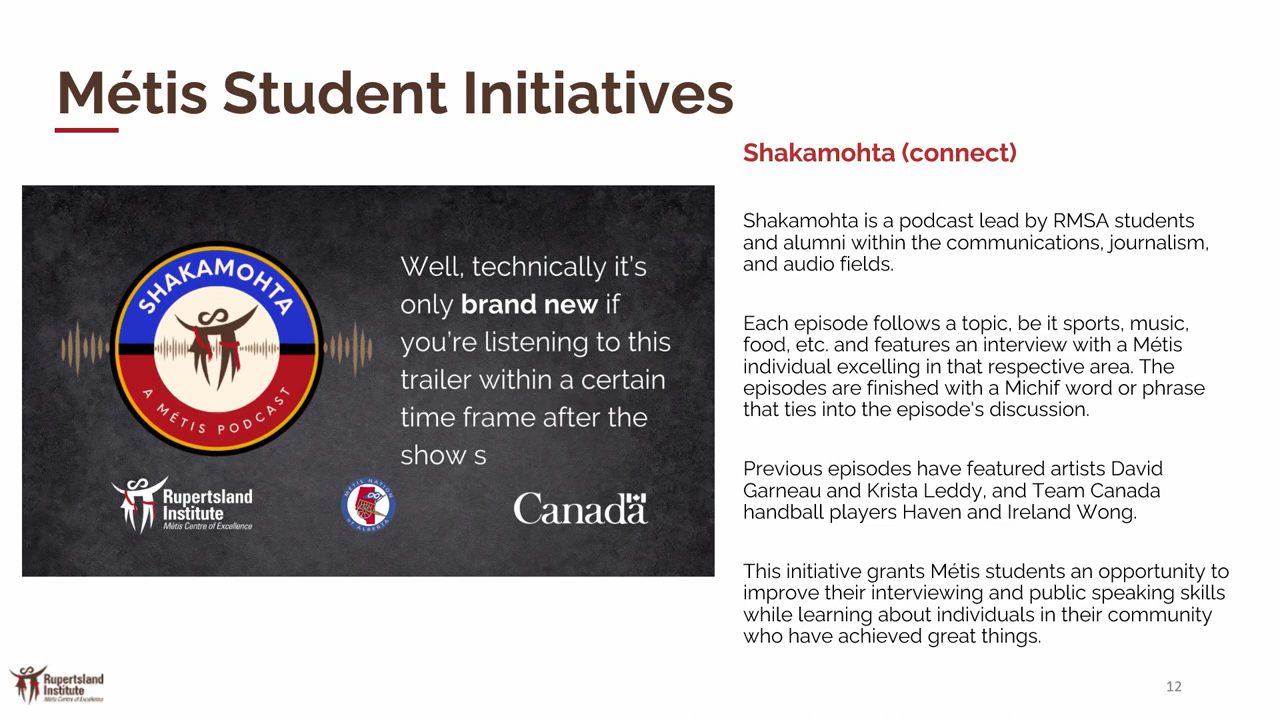 Métis Student Initiatives
Shakamohta (connect)
SHAKAMOHTA
A MÉTIS PODCAST
Well, technically it's
only brand new if
you're listening to this
trailer within a certain
time frame after the
show s
Rupertsland
Institute
Métis Centre of Excellence
MÉTIS NATION
OF ALBERTA
Canada
Shakamohta is a podcast lead by RMSA students
and alumni within the communications, journalism,
and audio fields.
Each episode follows a topic, be it sports, music,
food, etc. and features an interview with a Métis
individual excelling in that respective area. The
episodes are finished with a Michif word or phrase
that ties into the episode's discussion.
Previous episodes have featured artists David
Garneau and Krista Leddy, and Team Canada
handball players Haven and Ireland Wong.
This initiative grants Métis students an opportunity to
improve their interviewing and public speaking skills
while learning about individuals in their community
who have achieved great things.
Rupertsland
Institute
Métis Centre of Excellence
12